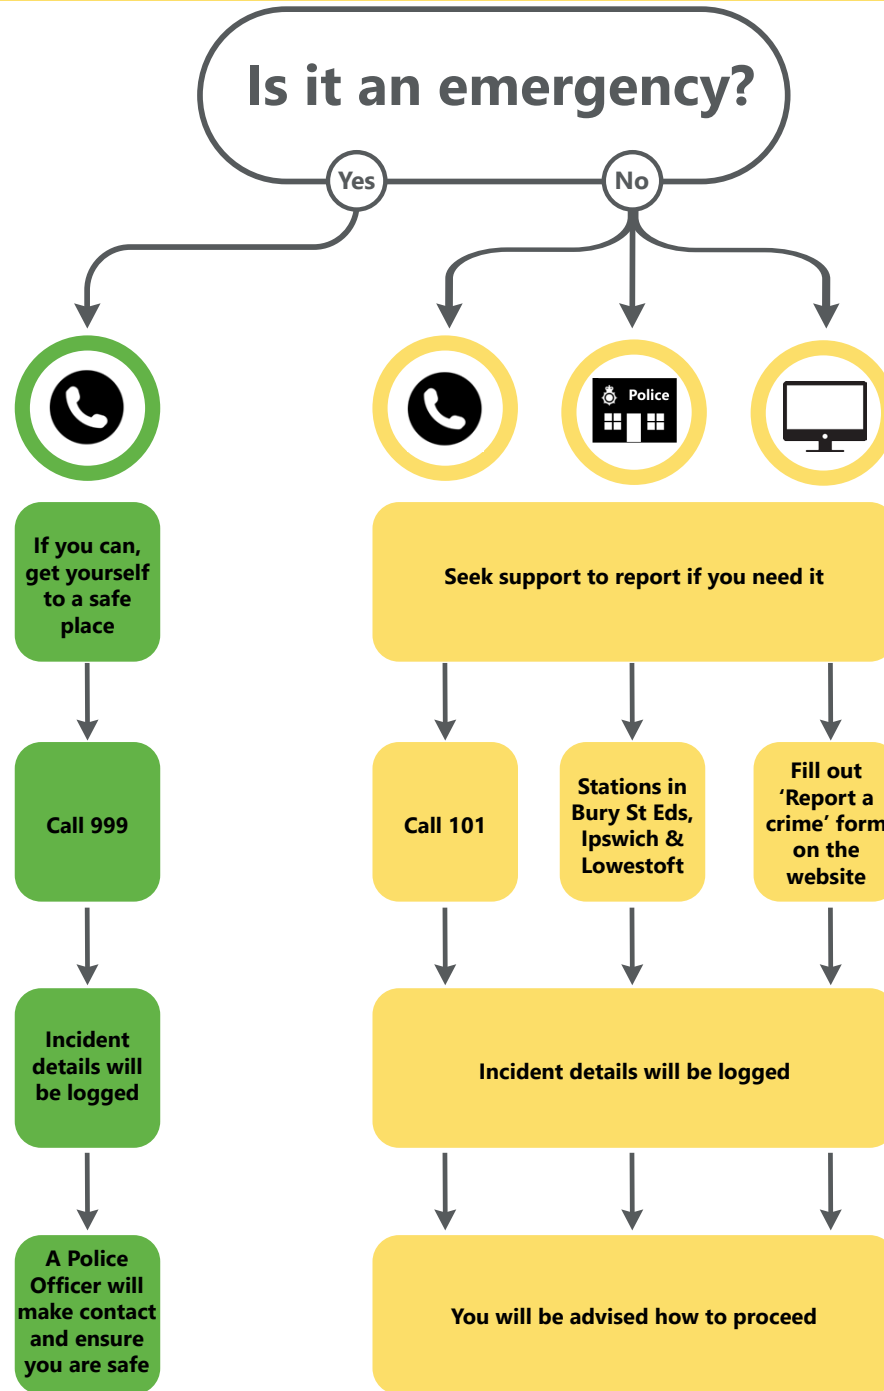 Is it an emergency?
Yes
No
Police
If you can,
get yourself
to a safe
place
Seek support to report if you need it
Call 999
Call 101
Stations in
Bury St Eds,
Ipswich &
Lowestoft
Fill out
‘Report a
crime’ form
on the
website
Incident
details will
be logged
Incident details will be logged
A Police
Officer will
make contact
and ensure
you are safe
You will be advised how to proceed